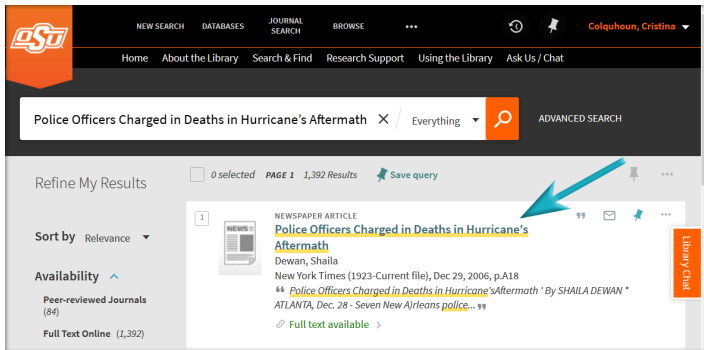 OSU
NEW SEARCH DATABASES JOURNAL SEARCH BROWSE ••• Colquhoun, Cristina
Home About the Library Search & Find Research Support Using the Library Ask Us / Chat
Police Officers Charged in Deaths in Hurricane's Aftermath Everything ADVANCED SEARCH
Refine My Results
0 selected PAGE 1 1,392 Results Save query
Sort by Relevance
Availability
Peer-reviewed Journals
(84)
Full Text Online (1,392)
1
NEWS
NEWSPAPER ARTICLE
Police Officers Charged in Deaths in Hurricane's
Aftermath
Dewan, Shaila
New York Times (1923-Current file), Dec 29, 2006, p.A18
Police Officers Charged in Deaths in Hurricane'sAftermath ' By SHAILA DEWAN *
ATLANTA, Dec. 28 - Seven New A)rleans police...
Full text available >
Library Chat